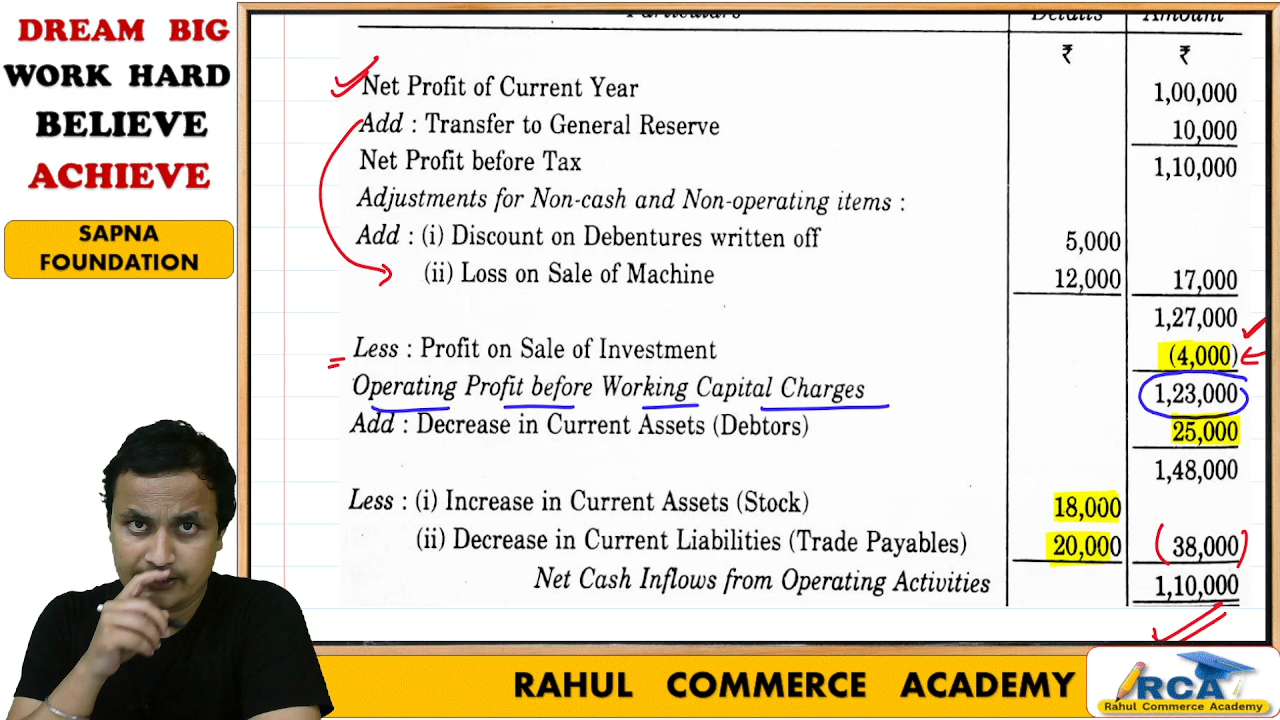 DREAM BIG
WORK HARD
BELIEVE
ACHIEVE
SAPNA
FOUNDATION
Particulars Details Amount
₹ ₹
Net Profit of Current Year 1,00,000
Add : Transfer to General Reserve 10,000
Net Profit before Tax 1,10,000
Adjustments for Non-cash and Non-operating items :
Add : (i) Discount on Debentures written off 5,000
(ii) Loss on Sale of Machine 12,000 17,000
1,27,000
Less : Profit on Sale of Investment (4,000)
Operating Profit before Working Capital Charges 1,23,000
Add : Decrease in Current Assets (Debtors) 25,000
1,48,000
Less : (i) Increase in Current Assets (Stock) 18,000
(ii) Decrease in Current Liabilities (Trade Payables) 20,000 (38,000)
Net Cash Inflows from Operating Activities 1,10,000
RAHUL COMMERCE ACADEMY
RCA
Rahul Commerce Academy